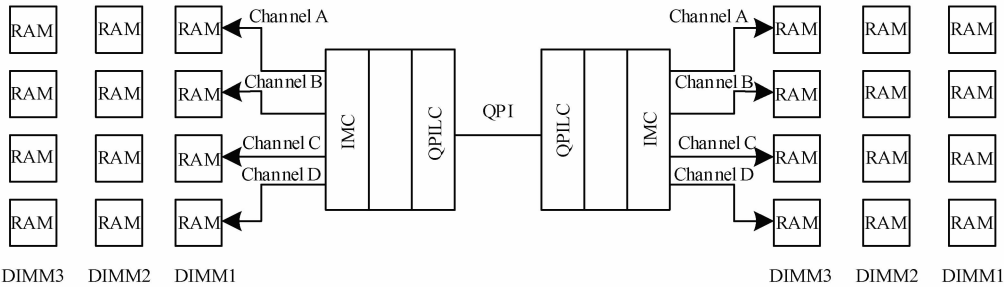 RAM RAM RAM Channel A Channel A RAM RAM RAM
RAM RAM RAM Channel B Channel B RAM RAM RAM
IMC QPILC QPI QPILC IMC
RAM RAM RAM Channel C Channel C RAM RAM RAM
Channel D Channel D
RAM RAM RAM RAM RAM RAM
DIMM3 DIMM2 DIMM1 DIMM3 DIMM2 DIMM1